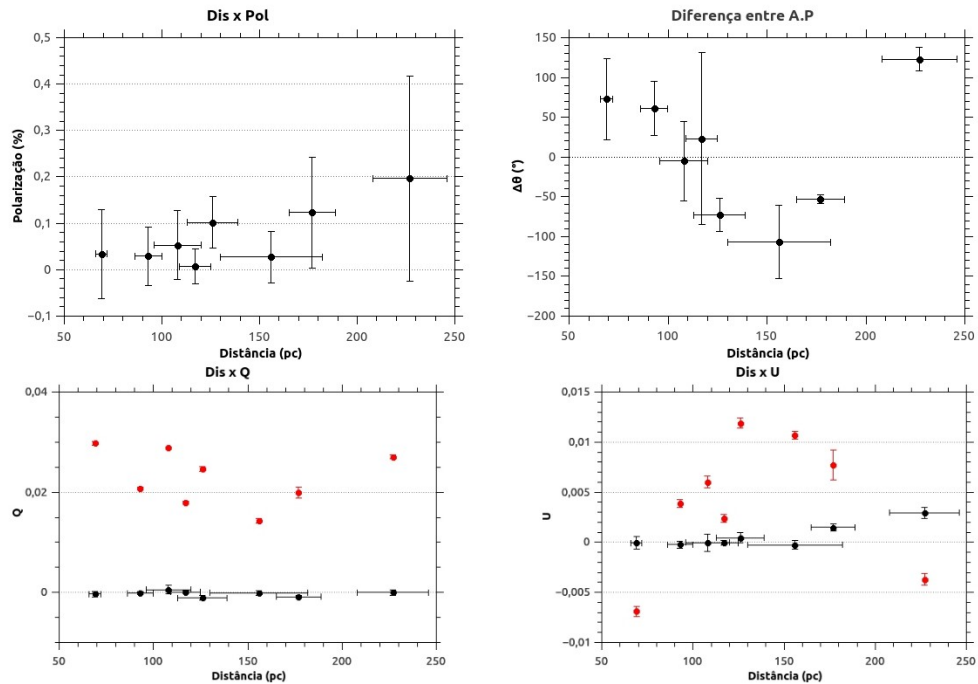 Dis x Pol
0,5
0,4
0,3
0,2
0,1
0
−0,1
Polarização (%)
50 100 150 200 250
Distância (pc)
Diferença entre A.P
150
100
50
0
−50
−100
−150
−200
Δθ (°)
50 100 150 200 250
Distância (pc)
Dis x Q
0,04
0,02
0
Q
50 100 150 200 250
Distância (pc)
Dis x U
0,015
0,01
0,005
0
−0,005
−0,01
U
50 100 150 200 250
Distância (pc)